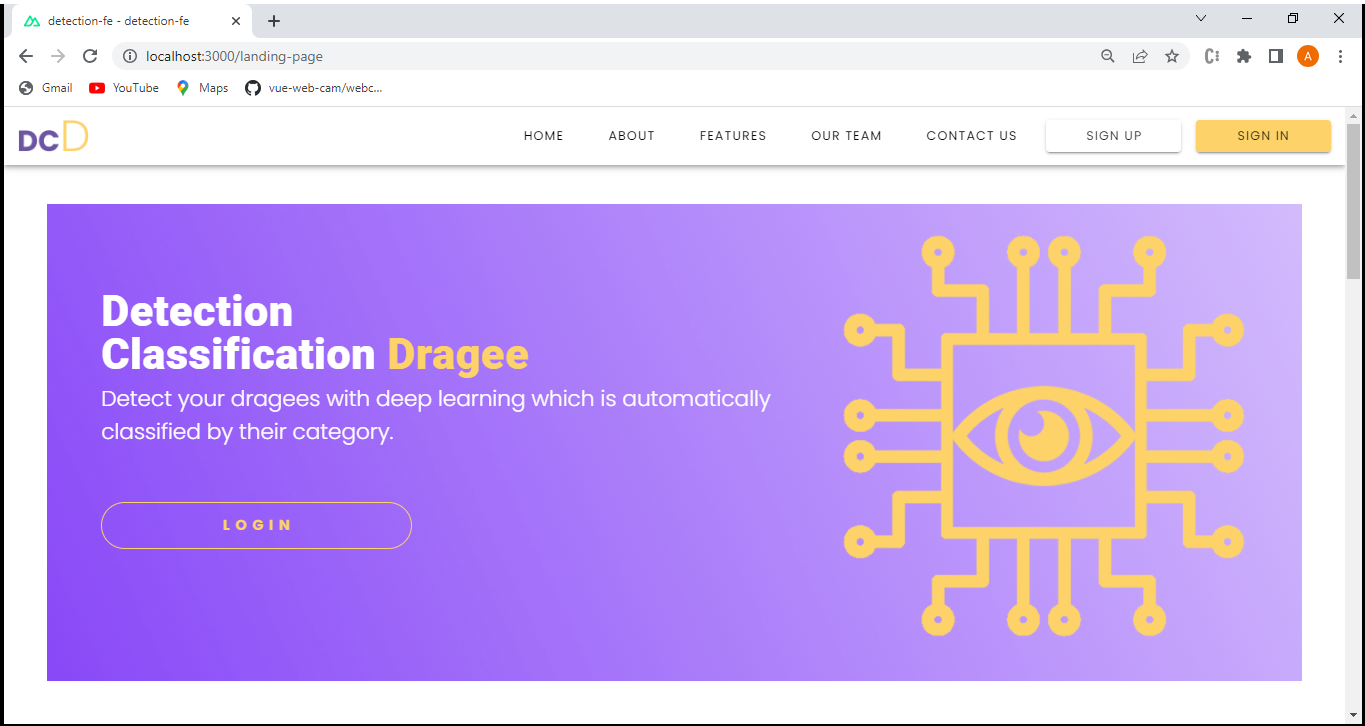 detection-fe - detection-fe
localhost:3000/landing-page
A
Gmail YouTube Maps vue-web-cam/webc...
DCD HOME ABOUT FEATURES OUR TEAM CONTACT US SIGN UP SIGN IN
Detection
Classification Dragee
Detect your dragees with deep learning which is automatically
classified by their category.
LOGIN